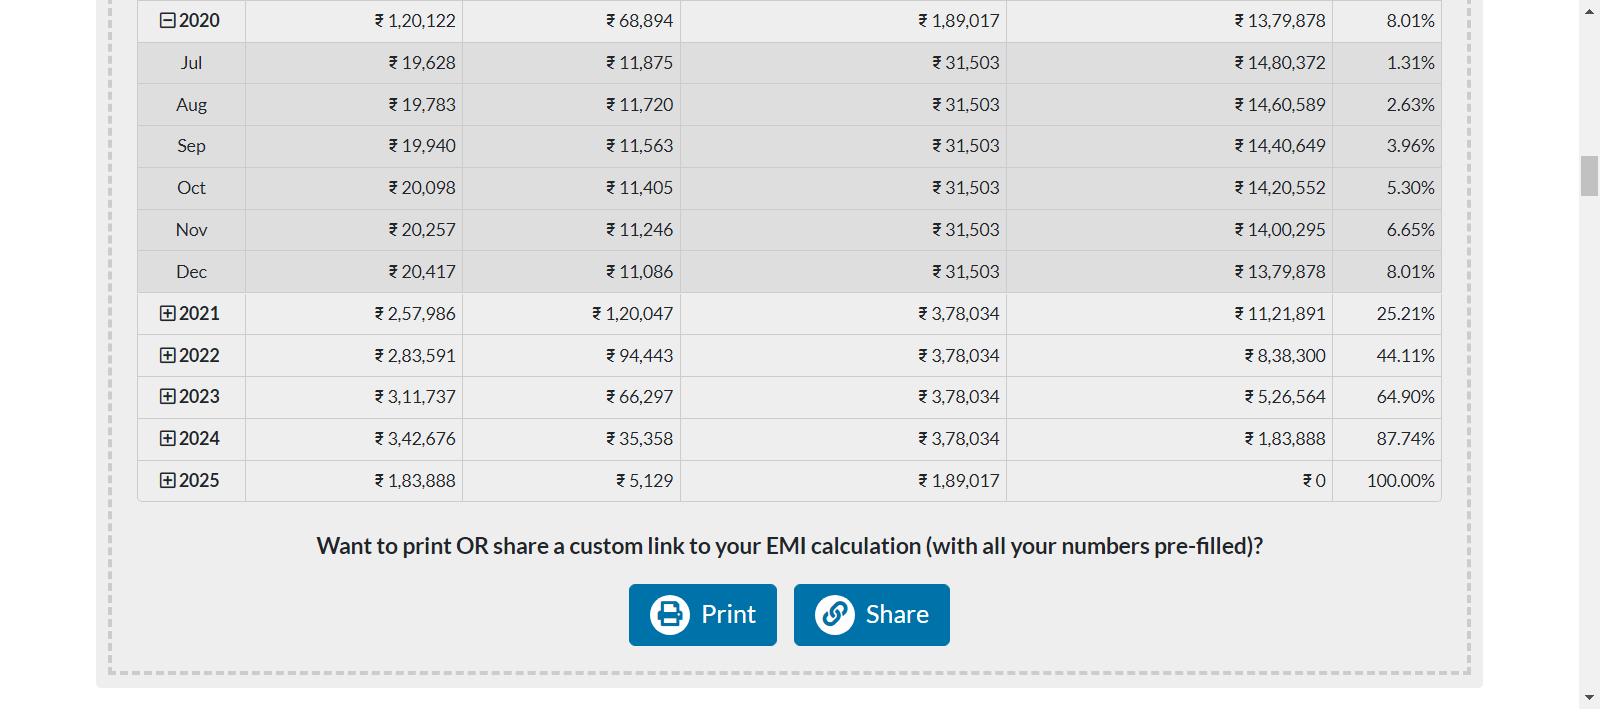 2020 ₹ 1,20,122 ₹ 68,894 ₹ 1,89,017 ₹ 13,79,878 8.01%
Jul ₹ 19,628 ₹ 11,875 ₹ 31,503 ₹ 14,80,372 1.31%
Aug ₹ 19,783 ₹ 11,720 ₹ 31,503 ₹ 14,60,589 2.63%
Sep ₹ 19,940 ₹ 11,563 ₹ 31,503 ₹ 14,40,649 3.96%
Oct ₹ 20,098 ₹ 11,405 ₹ 31,503 ₹ 14,20,552 5.30%
Nov ₹ 20,257 ₹ 11,246 ₹ 31,503 ₹ 14,00,295 6.65%
Dec ₹ 20,417 ₹ 11,086 ₹ 31,503 ₹ 13,79,878 8.01%
2021 ₹ 2,57,986 ₹ 1,20,047 ₹ 3,78,034 ₹ 11,21,891 25.21%
2022 ₹ 2,83,591 ₹ 94,443 ₹ 3,78,034 ₹ 8,38,300 44.11%
2023 ₹ 3,11,737 ₹ 66,297 ₹ 3,78,034 ₹ 5,26,564 64.90%
2024 ₹ 3,42,676 ₹ 35,358 ₹ 3,78,034 ₹ 1,83,888 87.74%
2025 ₹ 1,83,888 ₹ 5,129 ₹ 1,89,017 ₹ 0 100.00%
Want to print OR share a custom link to your EMI calculation (with all your numbers pre-filled)?
Print Share